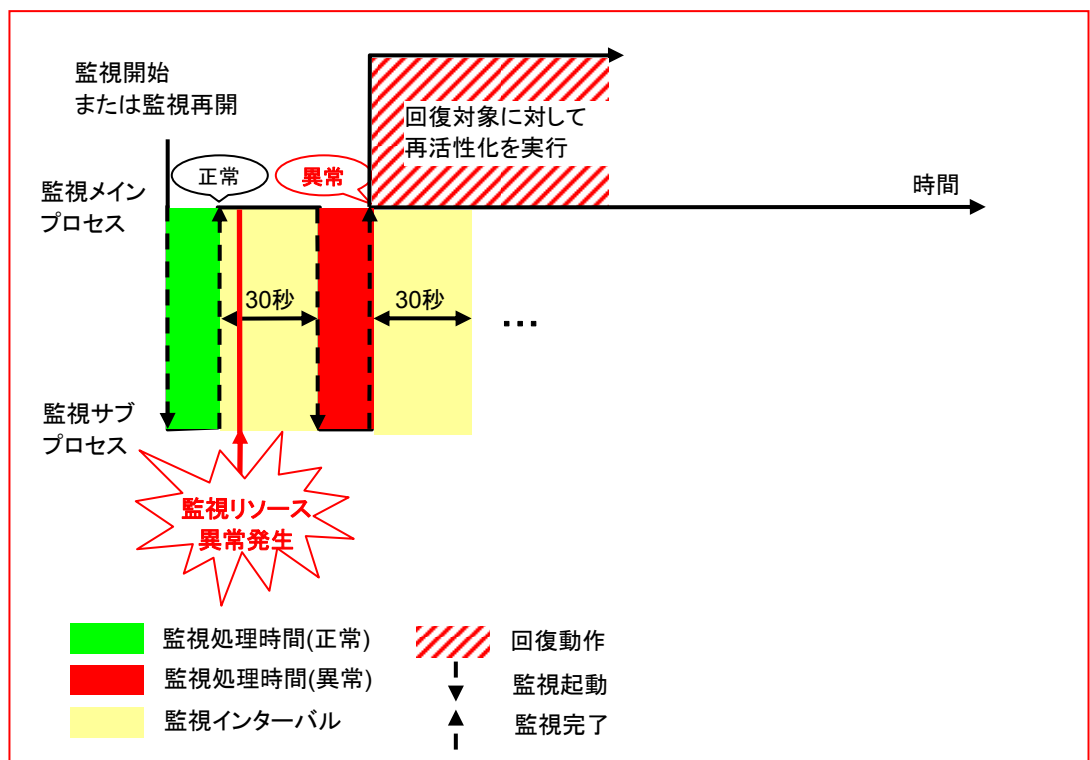 監視開始
または監視再開
回復対象に対して
再活性化を実行
正常
異常
時間
監視メイン
プロセス
30秒
30秒
…
監視サブ
プロセス
監視リソース
異常発生
監視処理時間(正常)
回復動作
監視処理時間(異常)
監視起動
監視インターバル
監視完了